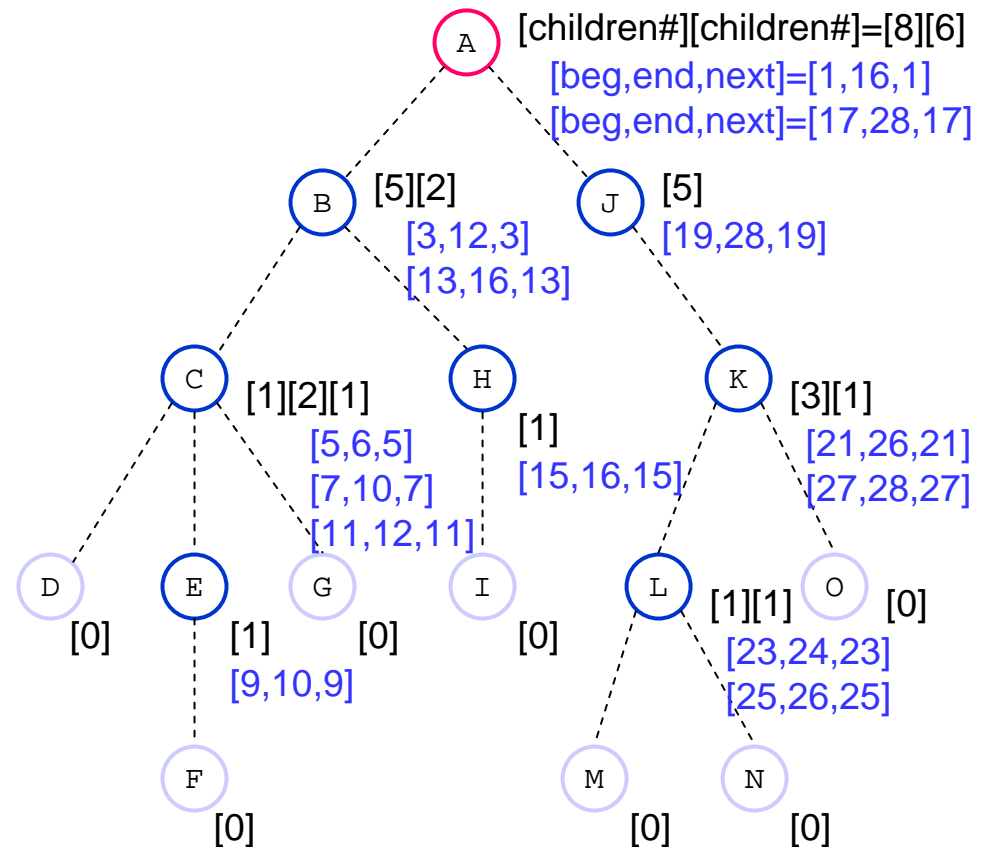 A [children#][children#]=[8][6]
[beg,end,next]=[1,16,1]
[beg,end,next]=[17,28,17]
B [5][2] J [5]
[3,12,3] [19,28,19]
[13,16,13]
C [1][2][1] H K [3][1]
[1]
[5,6,5] [21,26,21]
[7,10,7] [15,16,15] [27,28,27]
[11,12,11]
D E G I L [1][1] O [0]
[0] [1] [0] [0]
[9,10,9] [23,24,23]
[25,26,25]
F M N
[0] [0] [0]